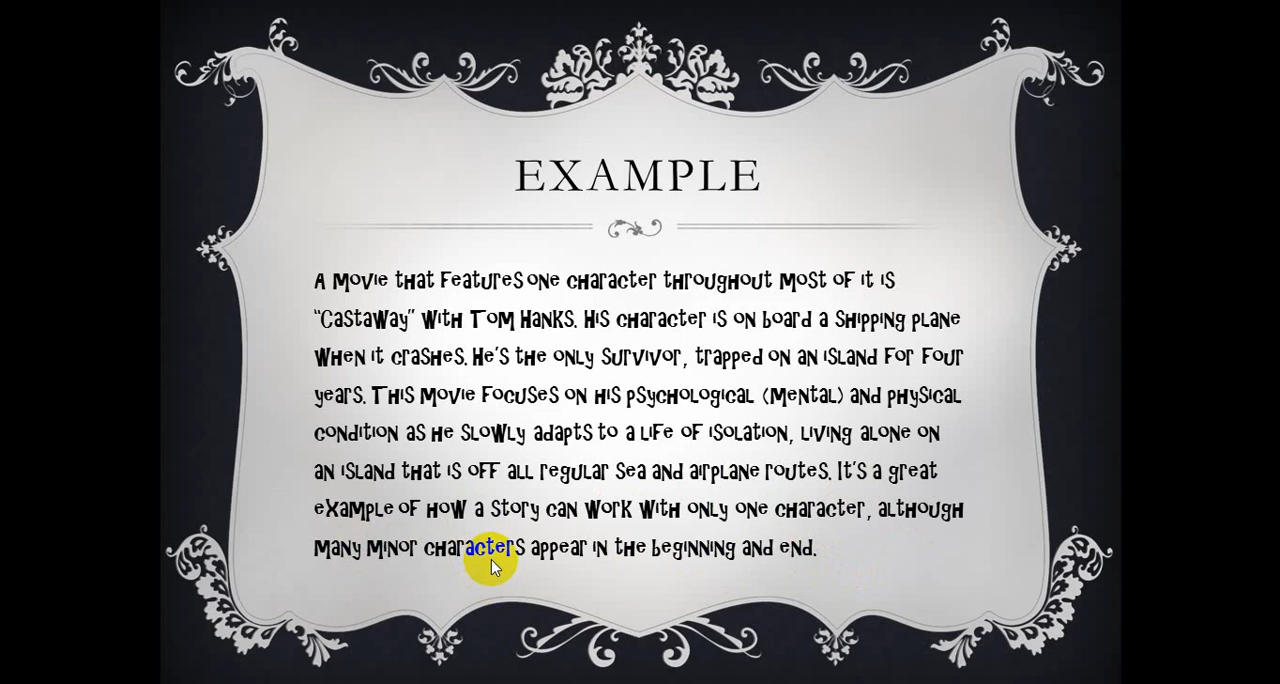 EXAMPLE
A movie that features one character throughout most of it is
“Castaway” with Tom Hanks. His character is on board a shipping plane
when it crashes. He's the only survivor, trapped on an island for four
years. This movie focuses on his psychological (mental) and physical
condition as he slowly adapts to a life of isolation, living alone on
an island that is off all regular sea and airplane routes. It's a great
example of how a story can work with only one character, although
many minor characters appear in the beginning and end.